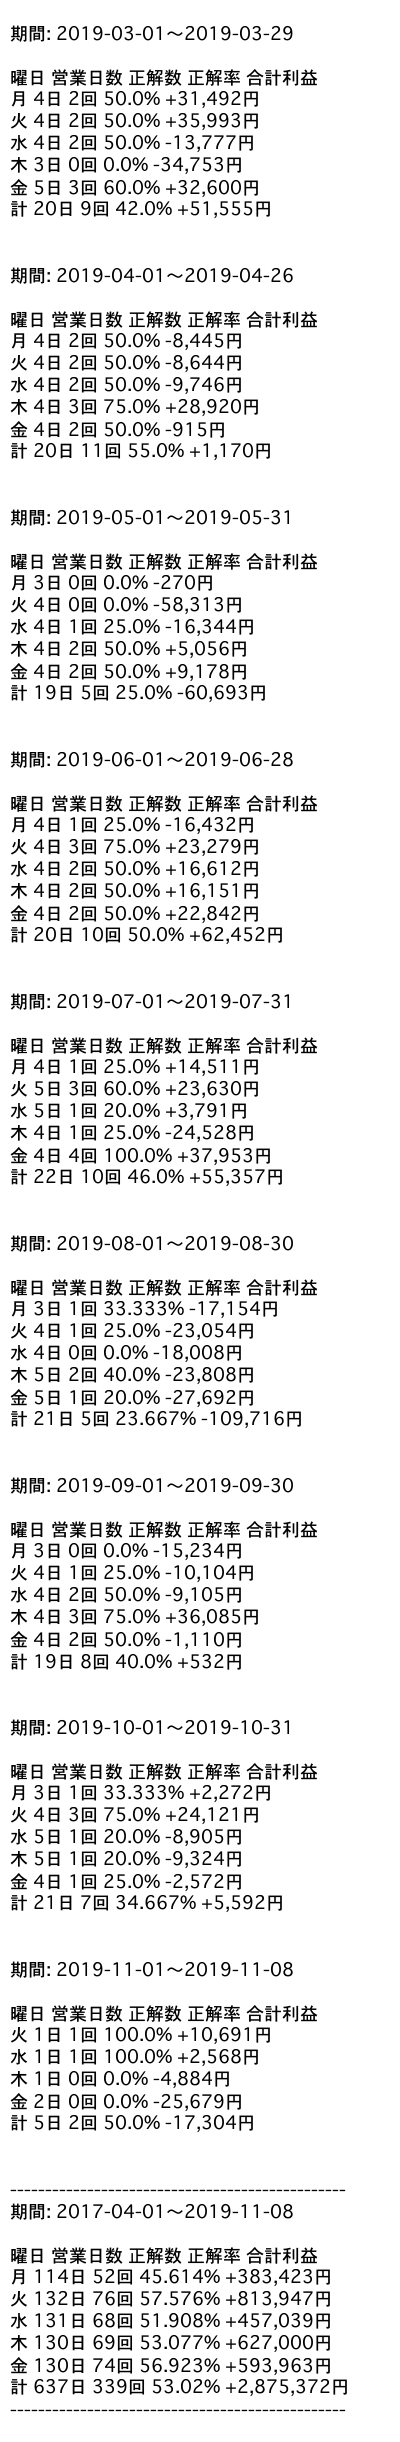 期間: 2019-03-01〜2019-03-29
曜日 営業日数 正解数 正解率 合計利益
月 4日 2回 50.0% +31,492円
火 4日 2回 50.0% +35,993円
水 4日 2回 50.0% -13,777円
木 3日 0回 0.0% -34,753円
金 5日 3回 60.0% +32,600円
計 20日 9回 42.0% +51,555円
期間: 2019-04-01〜2019-04-26
曜日 営業日数 正解数 正解率 合計利益
月 4日 2回 50.0% -8,445円
火 4日 2回 50.0% -8,644円
水 4日 2回 50.0% -9,746円
木 4日 3回 75.0% +28,920円
金 4日 2回 50.0% -915円
計 20日 11回 55.0% +1,170円
期間: 2019-05-01〜2019-05-31
曜日 営業日数 正解数 正解率 合計利益
月 3日 0回 0.0% -270円
火 4日 0回 0.0% -58,313円
水 4日 1回 25.0% -16,344円
木 4日 2回 50.0% +5,056円
金 4日 2回 50.0% +9,178円
計 19日 5回 25.0% -60,693円
期間: 2019-06-01〜2019-06-28
曜日 営業日数 正解数 正解率 合計利益
月 4日 1回 25.0% -16,432円
火 4日 3回 75.0% +23,279円
水 4日 2回 50.0% +16,612円
木 4日 2回 50.0% +16,151円
金 4日 2回 50.0% +22,842円
計 20日 10回 50.0% +62,452円
期間: 2019-07-01〜2019-07-31
曜日 営業日数 正解数 正解率 合計利益
月 4日 1回 25.0% +14,511円
火 5日 3回 60.0% +23,630円
水 5日 1回 20.0% +3,791円
木 4日 1回 25.0% -24,528円
金 4日 4回 100.0% +37,953円
計 22日 10回 46.0% +55,357円
期間: 2019-08-01〜2019-08-30
曜日 営業日数 正解数 正解率 合計利益
月 3日 1回 33.333% -17,154円
火 4日 1回 25.0% -23,054円
水 4日 0回 0.0% -18,008円
木 5日 2回 40.0% -23,808円
金 5日 1回 20.0% -27,692円
計 21日 5回 23.667% -109,716円
期間: 2019-09-01〜2019-09-30
曜日 営業日数 正解数 正解率 合計利益
月 3日 0回 0.0% -15,234円
火 4日 1回 25.0% -10,104円
水 4日 2回 50.0% -9,105円
木 4日 3回 75.0% +36,085円
金 4日 2回 50.0% -1,110円
計 19日 8回 40.0% +532円
期間: 2019-10-01〜2019-10-31
曜日 営業日数 正解数 正解率 合計利益
月 3日 1回 33.333% +2,272円
火 4日 3回 75.0% +24,121円
水 5日 1回 20.0% -8,905円
木 5日 1回 20.0% -9,324円
金 4日 1回 25.0% -2,572円
計 21日 7回 34.667% +5,592円
期間: 2019-11-01〜2019-11-08
曜日 営業日数 正解数 正解率 合計利益
火 1日 1回 100.0% +10,691円
水 1日 1回 100.0% +2,568円
木 1日 0回 0.0% -4,884円
金 2日 0回 0.0% -25,679円
計 5日 2回 50.0% -17,304円
------------------------------------------------
期間: 2017-04-01〜2019-11-08
曜日 営業日数 正解数 正解率 合計利益
月 114日 52回 45.614% +383,423円
火 132日 76回 57.576% +813,947円
水 131日 68回 51.908% +457,039円
木 130日 69回 53.077% +627,000円
金 130日 74回 56.923% +593,963円
計 637日 339回 53.02% +2,875,372円
------------------------------------------------